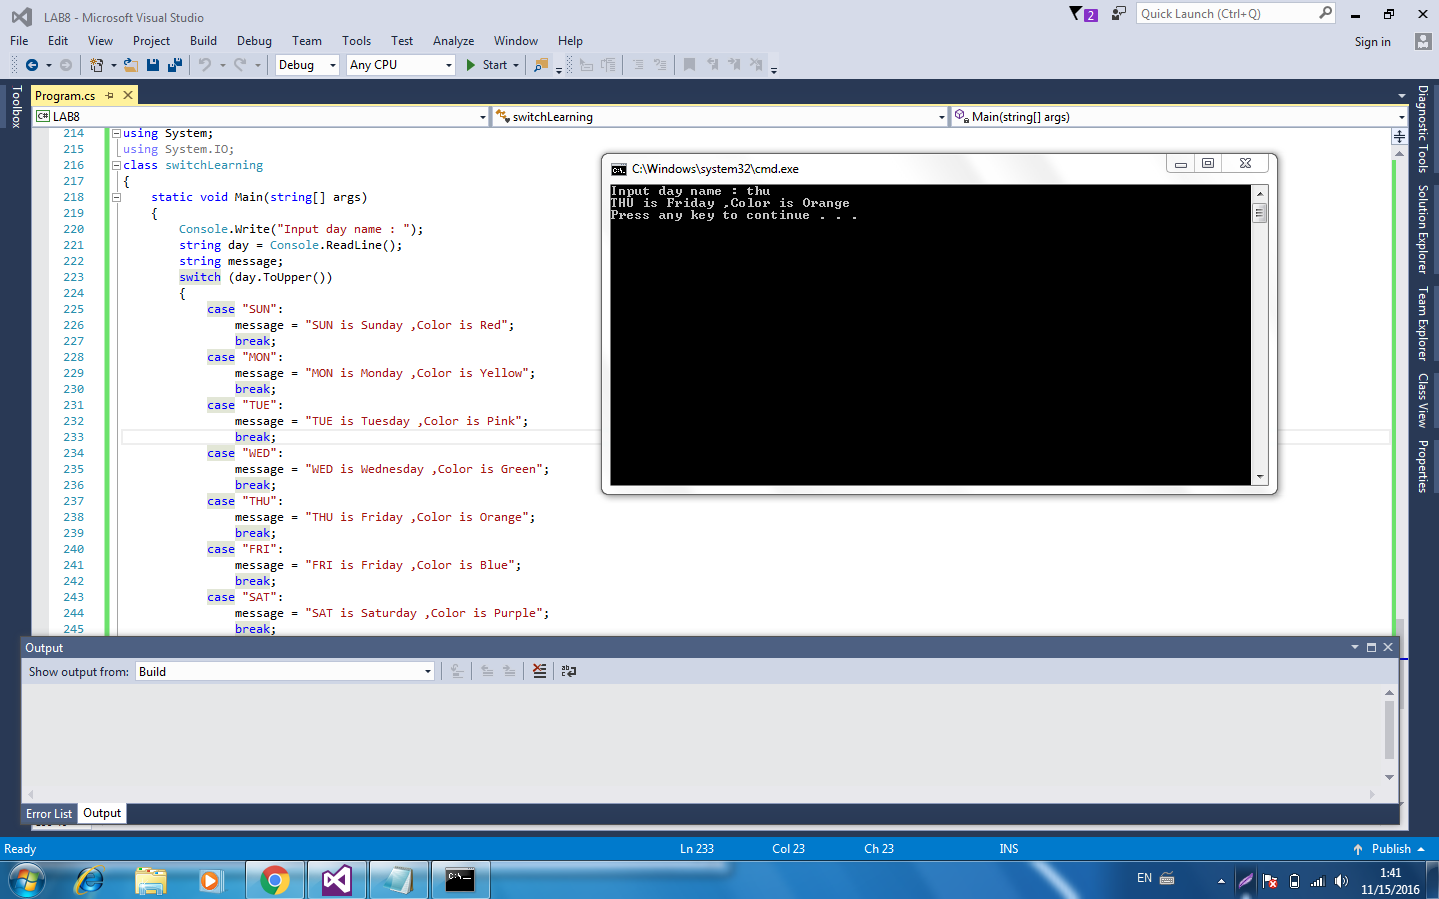 LAB8 - Microsoft Visual Studio
2
Quick Launch (Ctrl+Q)
File Edit View Project Build Debug Team Tools Test Analyze Window Help
Sign in
Debug Any CPU Start
Toolbox
Program.cs
C# LAB8 switchLearning Main(string[] args)
214 using System;
215 using System.IO;
216 class switchLearning
217 {
218 static void Main(string[] args)
219 {
220 Console.Write("Input day name : ");
221 string day = Console.ReadLine();
222 string message;
223 switch (day.ToUpper())
224 {
225 case "SUN":
226 message = "SUN is Sunday ,Color is Red";
227 break;
228 case "MON":
229 message = "MON is Monday ,Color is Yellow";
230 break;
231 case "TUE":
232 message = "TUE is Tuesday ,Color is Pink";
233 break;
234 case "WED":
235 message = "WED is Wednesday ,Color is Green";
236 break;
237 case "THU":
238 message = "THU is Friday ,Color is Orange";
239 break;
240 case "FRI":
241 message = "FRI is Friday ,Color is Blue";
242 break;
243 case "SAT":
244 message = "SAT is Saturday ,Color is Purple";
245 break;
C:\Windows\system32\cmd.exe
Input day name : thu
THU is Friday ,Color is Orange
Press any key to continue . . .
Diagnostic Tools
Solution Explorer
Team Explorer
Class View
Properties
Output
Show output from: Build
Error List Output
Ready Ln 233 Col 23 Ch 23 INS Publish
EN
1:41
11/15/2016